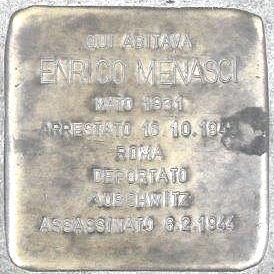 QUI ABITAVA
ENRICO MENASCI
NATO 1931
ARRESTATO 16.10.1943
ROMA
DEPORTATO
AUSCHWITZ
ASSASSINATO 6.2.1944